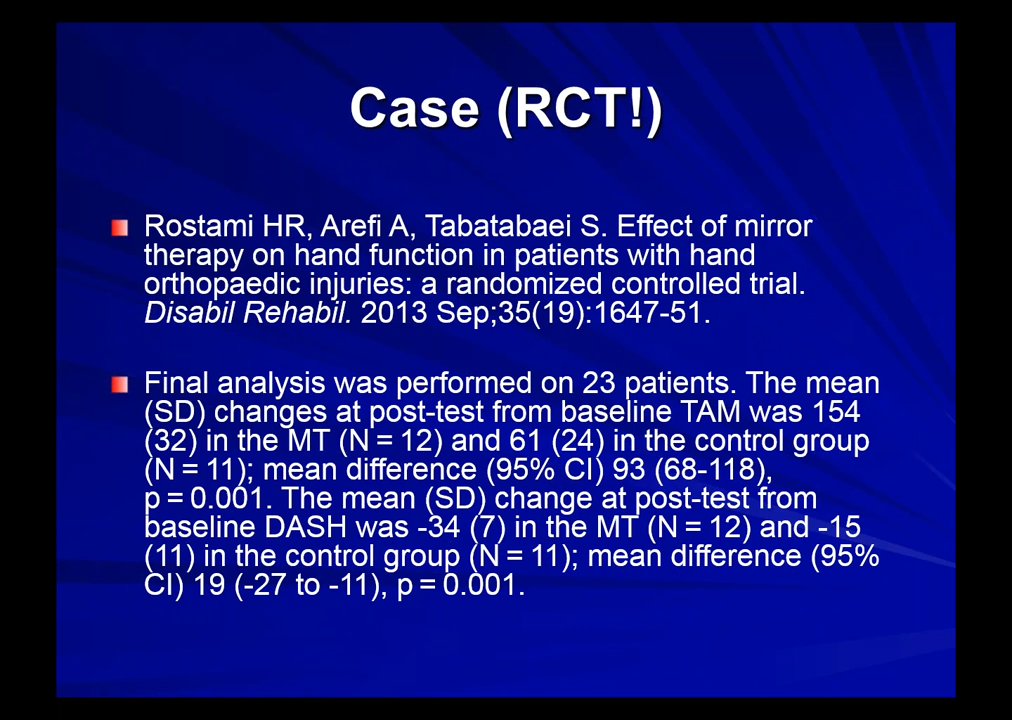 Case (RCT!)
Rostami HR, Arefi A, Tabatabaei S. Effect of mirror
therapy on hand function in patients with hand
orthopaedic injuries: a randomized controlled trial.
Disabil Rehabil. 2013 Sep;35(19):1647-51.
Final analysis was performed on 23 patients. The mean
(SD) changes at post-test from baseline TAM was 154
(32) in the MT (N = 12) and 61 (24) in the control group
(N = 11); mean difference (95% CI) 93 (68-118),
p = 0.001. The mean (SD) change at post-test from
baseline DASH was -34 (7) in the MT (N = 12) and -15
(11) in the control group (N = 11); mean difference (95%
CI) 19 (-27 to -11), p = 0.001.